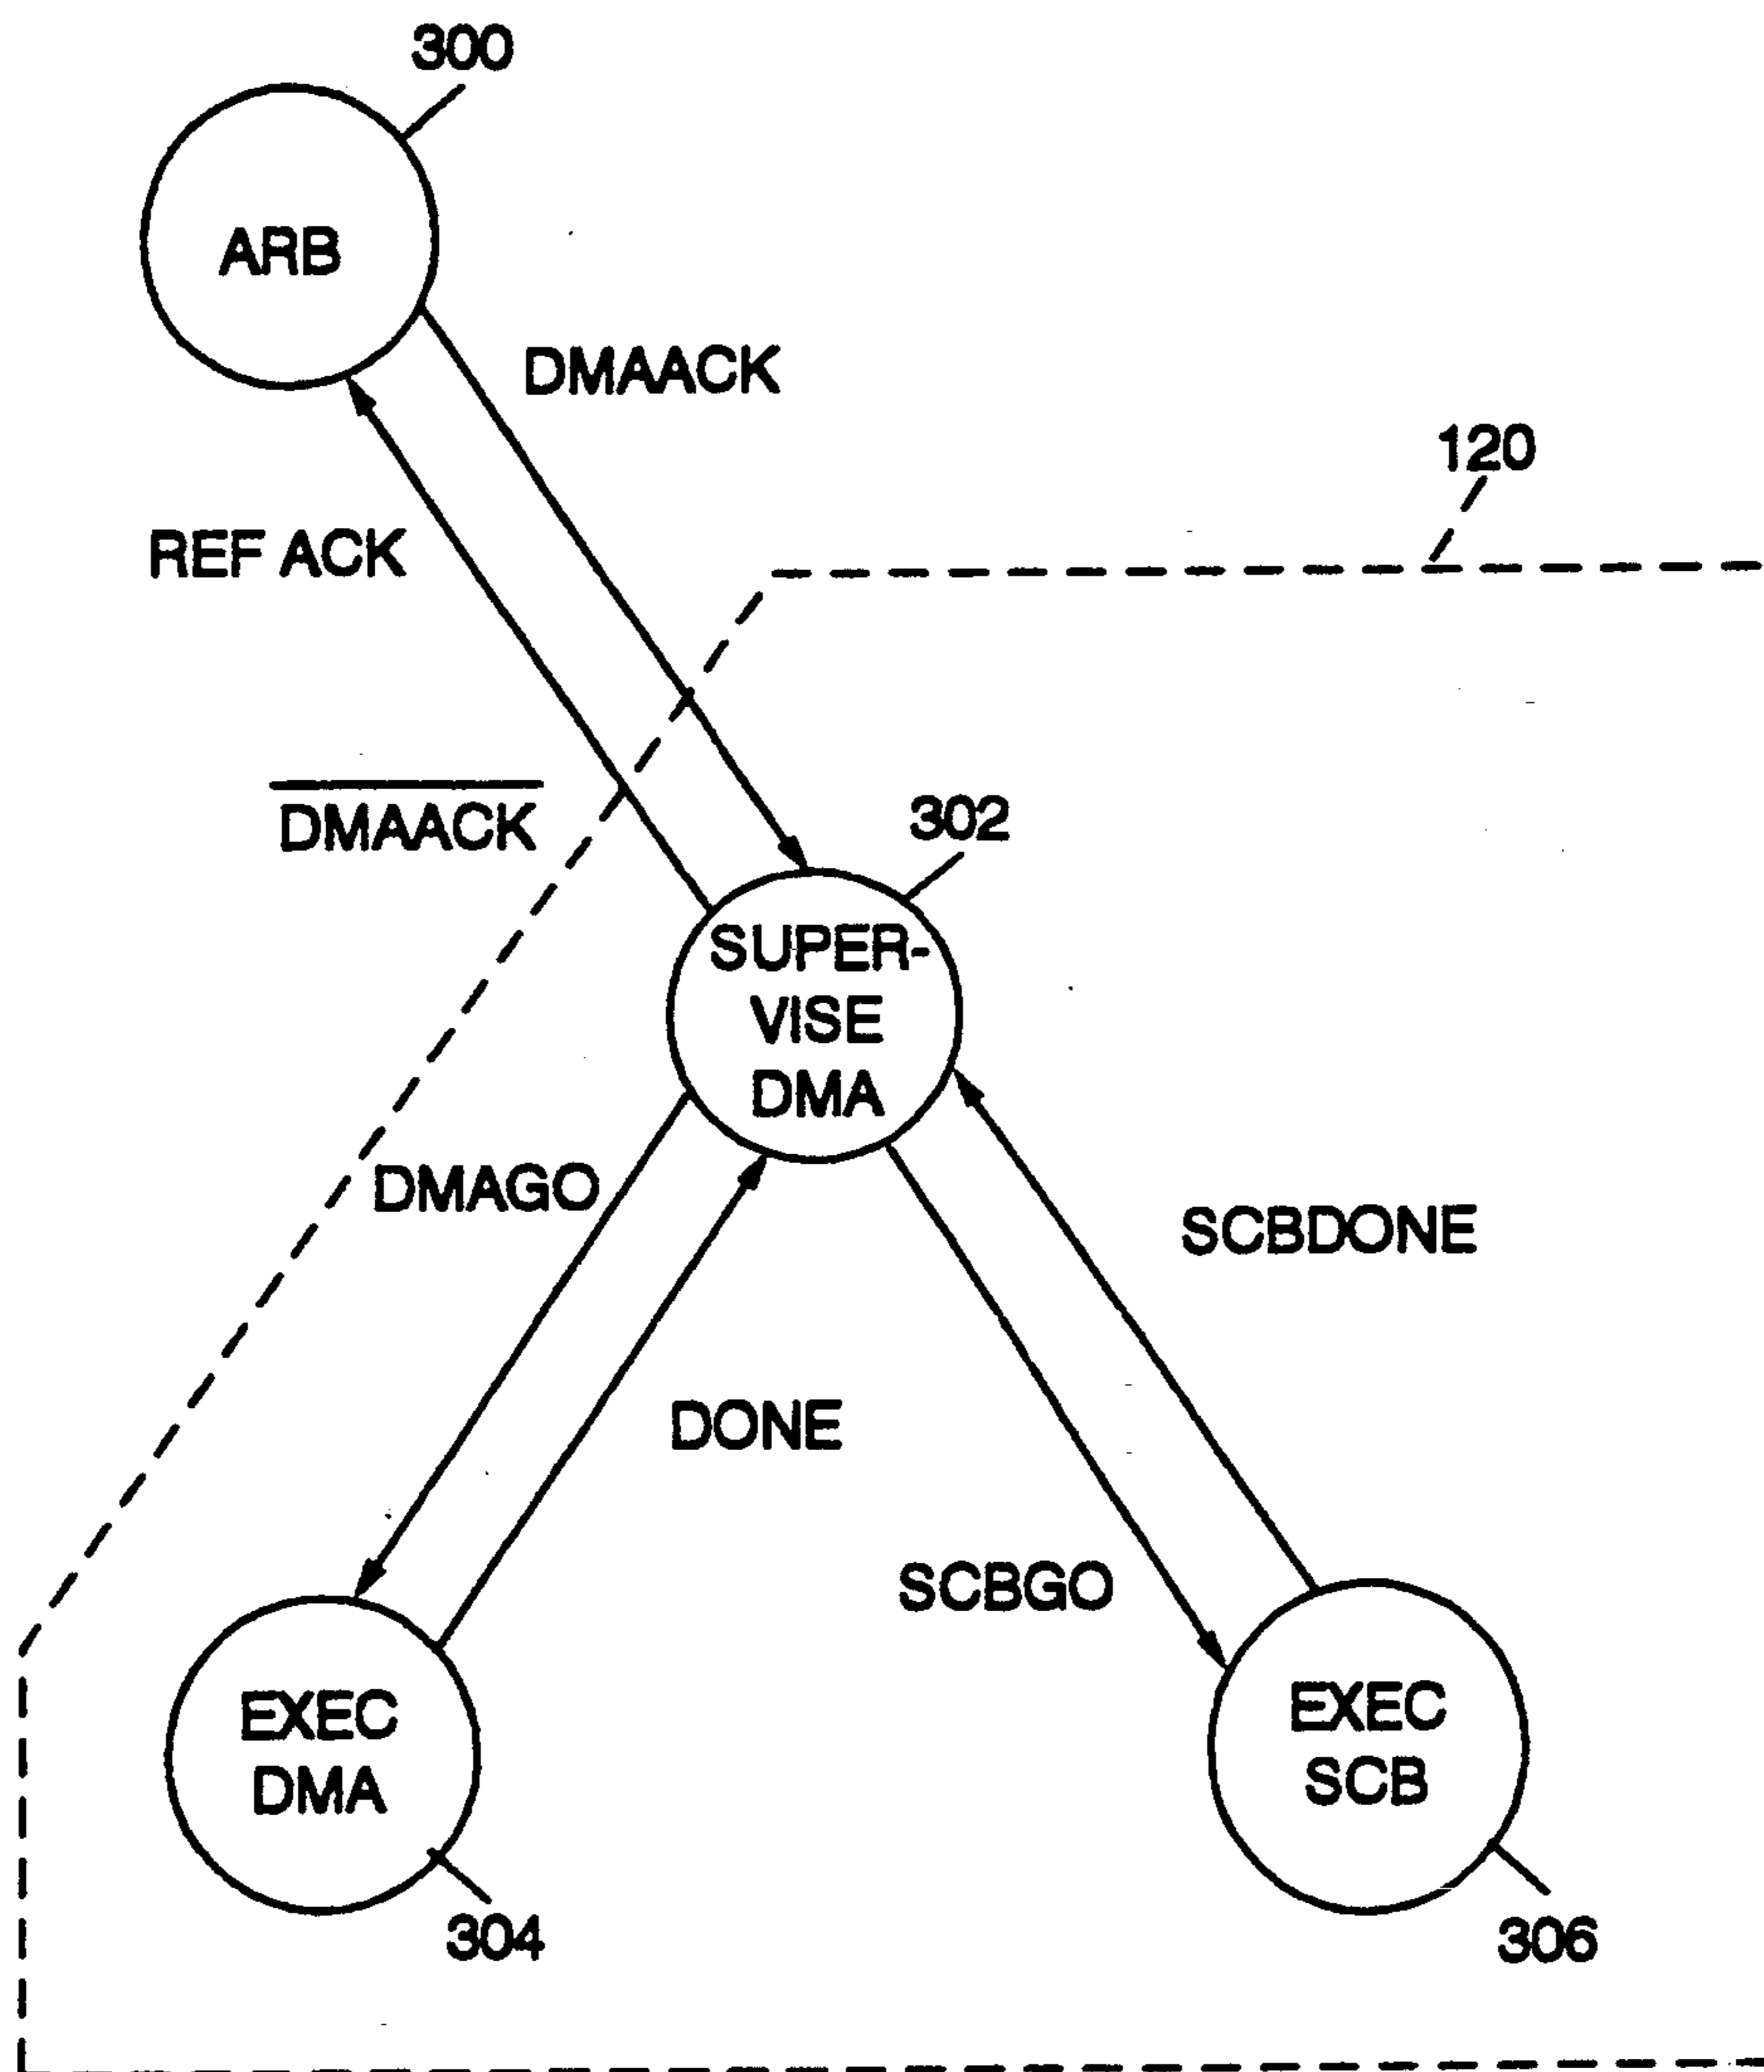 300
ARB
DMAACK
120
REF ACK
D̅M̅A̅A̅C̅K̅
302
SUPER-
VISE
DMA
DMAGO
SCBDONE
DONE
SCBGO
EXEC
DMA
EXEC
SCB
304
306